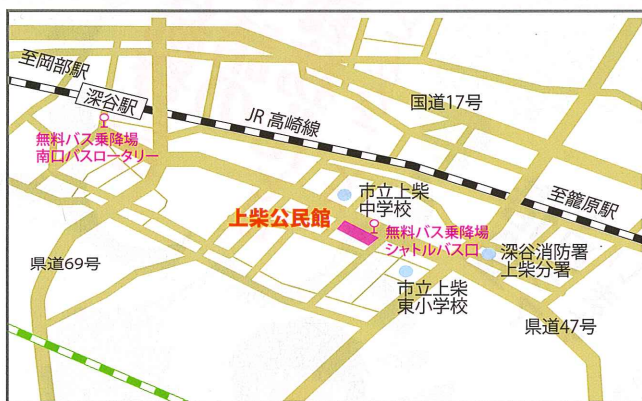 至岡部駅
深谷駅
無料バス乗降場
南口バスロータリー
JR高崎線
国道17号
至籠原駅
市立上柴
中学校
上柴公民館
無料バス乗降場
シャトルバス口
深谷消防署
上柴分署
市立上柴
東小学校
県道69号
県道47号